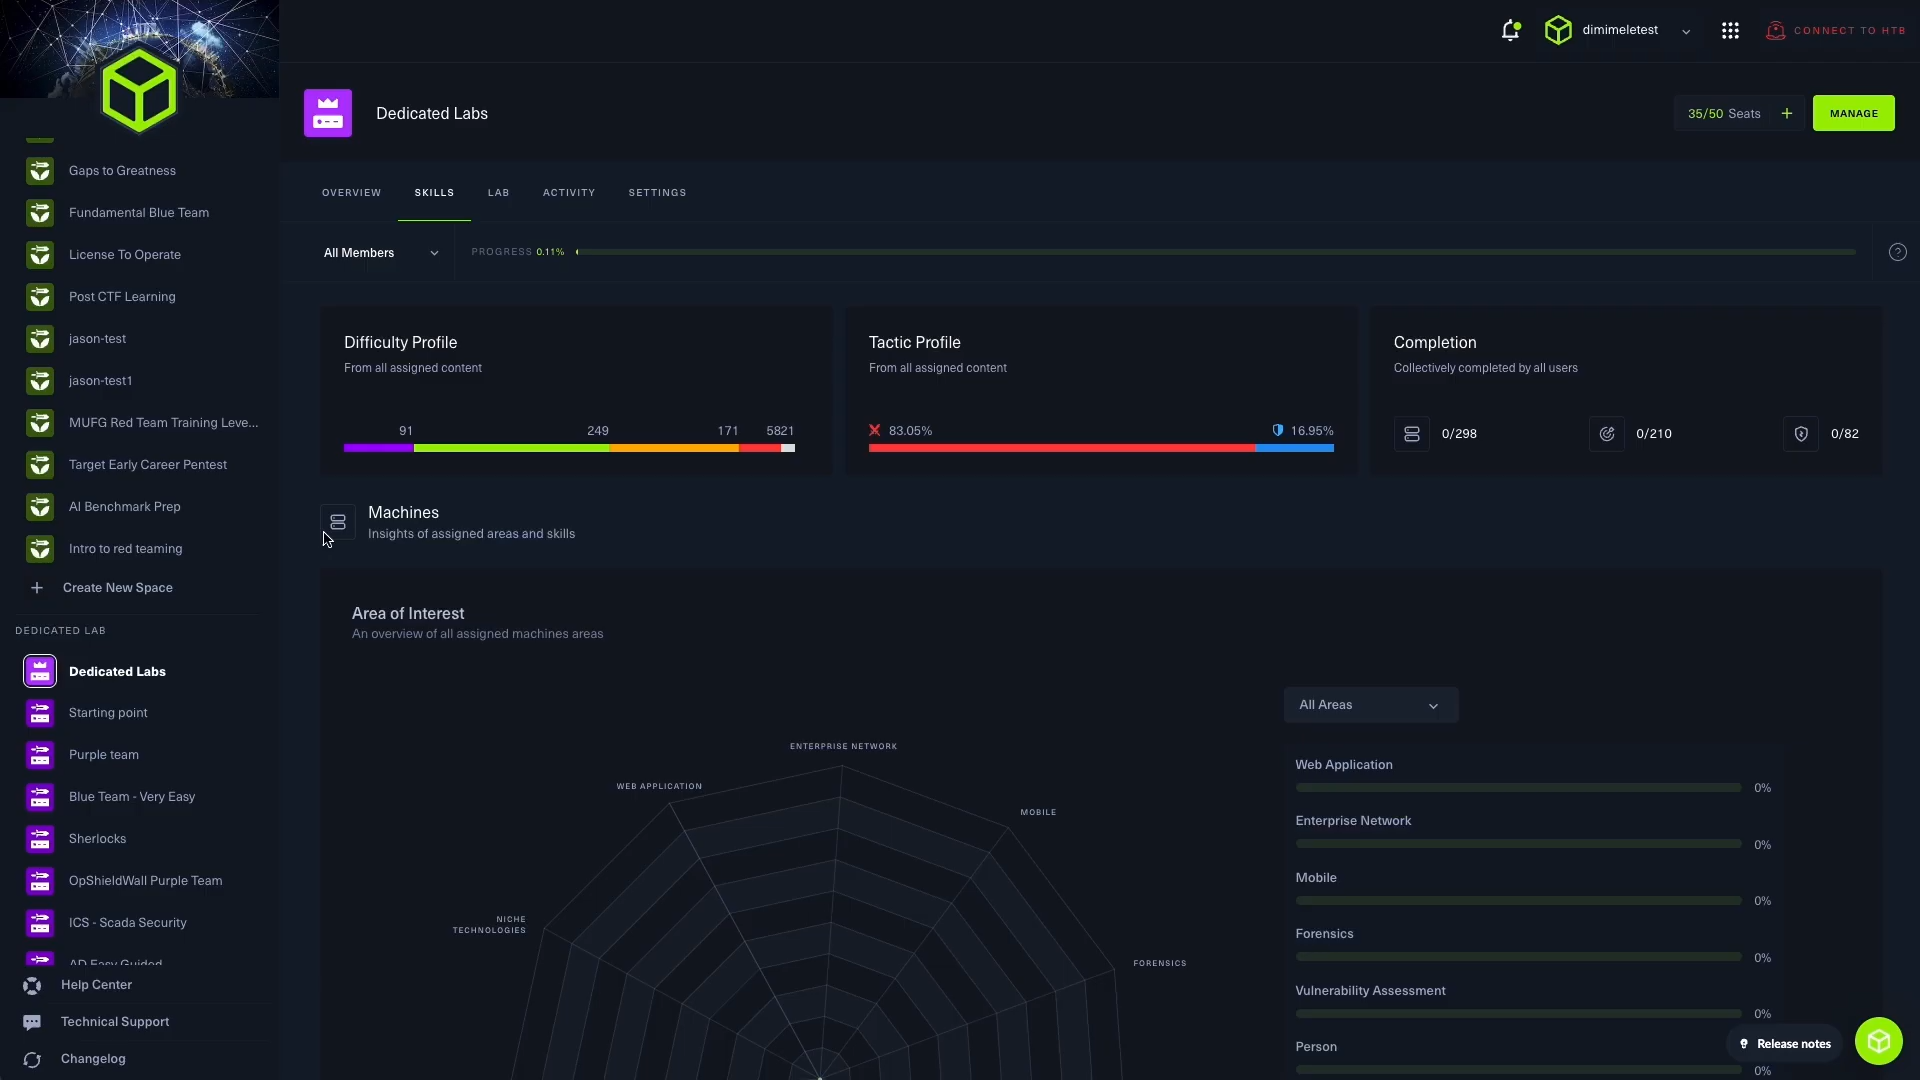 dimimeletest
CONNECT TO HTB
Dedicated Labs
35/50 Seats
MANAGE
Gaps to Greatness
Fundamental Blue Team
License To Operate
Post CTF Learning
jason-test
jason-test1
MUFG Red Team Training Leve...
Target Early Career Pentest
AI Benchmark Prep
Intro to red teaming
Create New Space
DEDICATED LAB
Dedicated Labs
Starting point
Purple team
Blue Team - Very Easy
Sherlocks
OpShieldWall Purple Team
ICS - Scada Security
AD Easy Guided
Help Center
Technical Support
Changelog
OVERVIEW SKILLS LAB ACTIVITY SETTINGS
All Members
PROGRESS 0.11%
Difficulty Profile
From all assigned content
91 249 171 5821
Tactic Profile
From all assigned content
83.05% 16.95%
Completion
Collectively completed by all users
0/298 0/210 0/82
Machines
Insights of assigned areas and skills
Area of Interest
An overview of all assigned machines areas
ENTERPRISE NETWORK
WEB APPLICATION
MOBILE
NICHE
TECHNOLOGIES
FORENSICS
All Areas
Web Application
0%
Enterprise Network
0%
Mobile
0%
Forensics
0%
Vulnerability Assessment
0%
Person
0%
Release notes